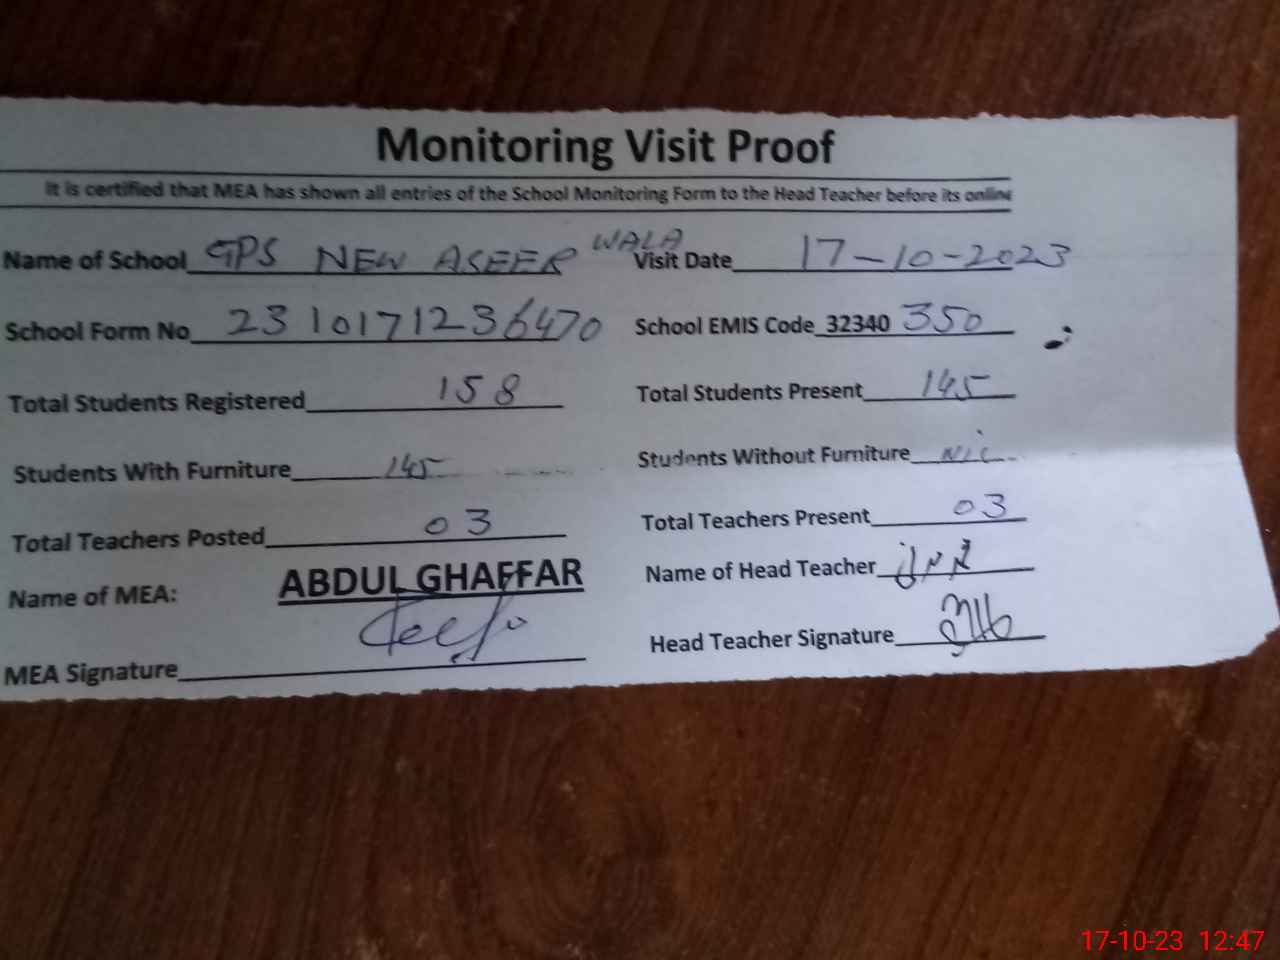 Monitoring Visit Proof
It is certified that MEA has shown all entries of the School Monitoring Form to the Head Teacher before its online
Name of School GPS NEW ASEER WALA Visit Date 17-10-2023
School Form No 2310171236470 School EMIS Code 32340 350
Total Students Registered 158 Total Students Present 145
Students With Furniture 145 Students Without Furniture NIL
Total Teachers Posted 03 Total Teachers Present 03
Name of MEA: ABDUL GHAFFAR Name of Head Teacher
MEA Signature Head Teacher Signature
17-10-23 12:47